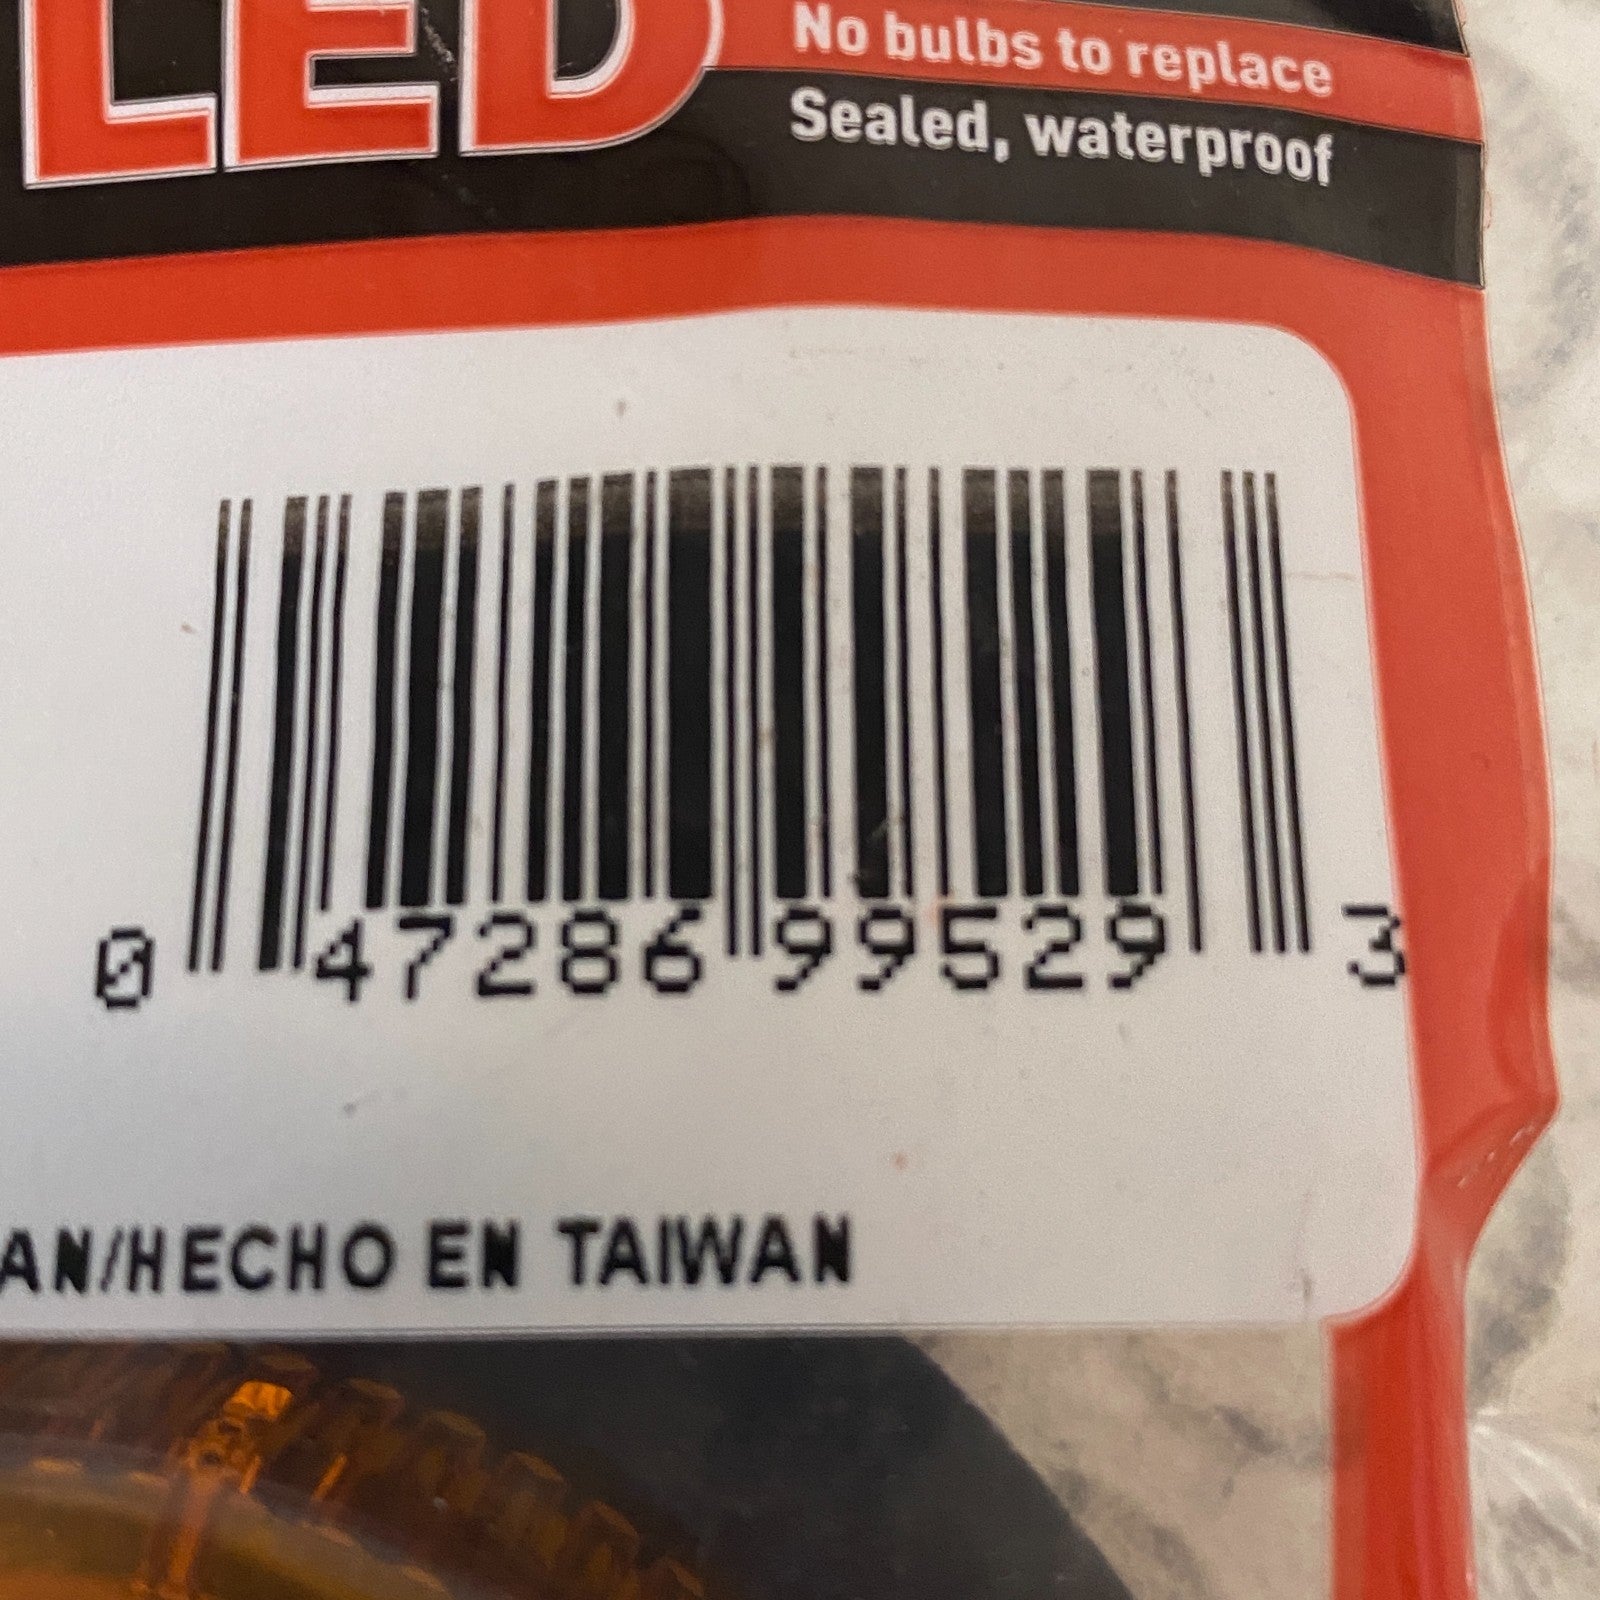 LED
No bulbs to replace
Sealed, waterproof
0 47286 99529 3
AN/HECHO EN TAIWAN